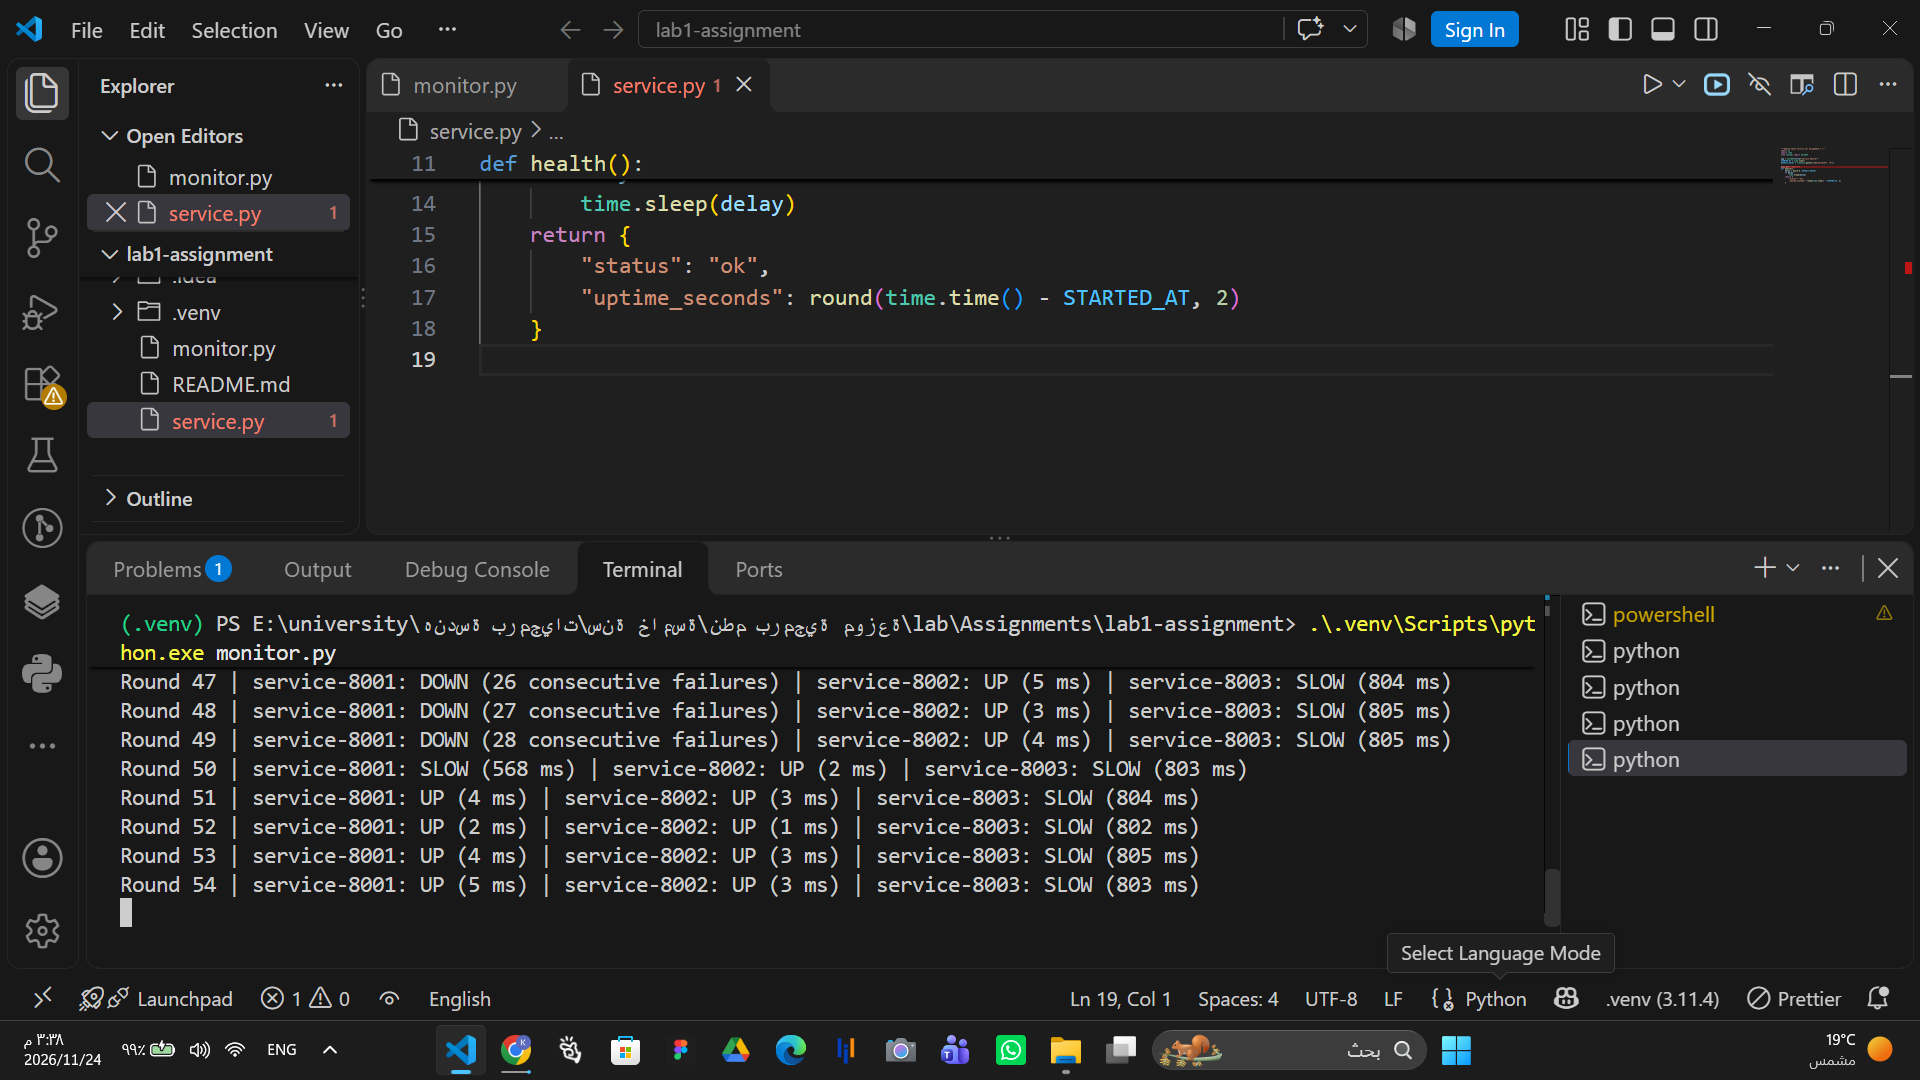 File Edit Selection View Go ···
lab1-assignment
Sign In
Explorer ···
Open Editors
monitor.py
service.py 1
lab1-assignment
.idea
.venv
monitor.py
README.md
service.py 1
Outline
monitor.py
service.py 1
service.py > ...
11 def health():
14 time.sleep(delay)
15 return {
16 "status": "ok",
17 "uptime_seconds": round(time.time() - STARTED_AT, 2)
18 }
19
Problems 1 Output Debug Console Terminal Ports
(.venv) PS E:\university\هندسة برمجيات\سنة خامسة\نظم برمجية موزعة\lab\Assignments\lab1-assignment> .\.venv\Scripts\pyt
hon.exe monitor.py
Round 47 | service-8001: DOWN (26 consecutive failures) | service-8002: UP (5 ms) | service-8003: SLOW (804 ms)
Round 48 | service-8001: DOWN (27 consecutive failures) | service-8002: UP (3 ms) | service-8003: SLOW (805 ms)
Round 49 | service-8001: DOWN (28 consecutive failures) | service-8002: UP (4 ms) | service-8003: SLOW (805 ms)
Round 50 | service-8001: SLOW (568 ms) | service-8002: UP (2 ms) | service-8003: SLOW (803 ms)
Round 51 | service-8001: UP (4 ms) | service-8002: UP (3 ms) | service-8003: SLOW (804 ms)
Round 52 | service-8001: UP (2 ms) | service-8002: UP (1 ms) | service-8003: SLOW (802 ms)
Round 53 | service-8001: UP (4 ms) | service-8002: UP (3 ms) | service-8003: SLOW (805 ms)
Round 54 | service-8001: UP (5 ms) | service-8002: UP (3 ms) | service-8003: SLOW (803 ms)
powershell
python
python
python
python
Select Language Mode
Launchpad 1 0 English
Ln 19, Col 1 Spaces: 4 UTF-8 LF Python .venv (3.11.4) Prettier
٣:٣٨ م
2026/11/24
٩٩٪
ENG
بحث
19°C
مشمس